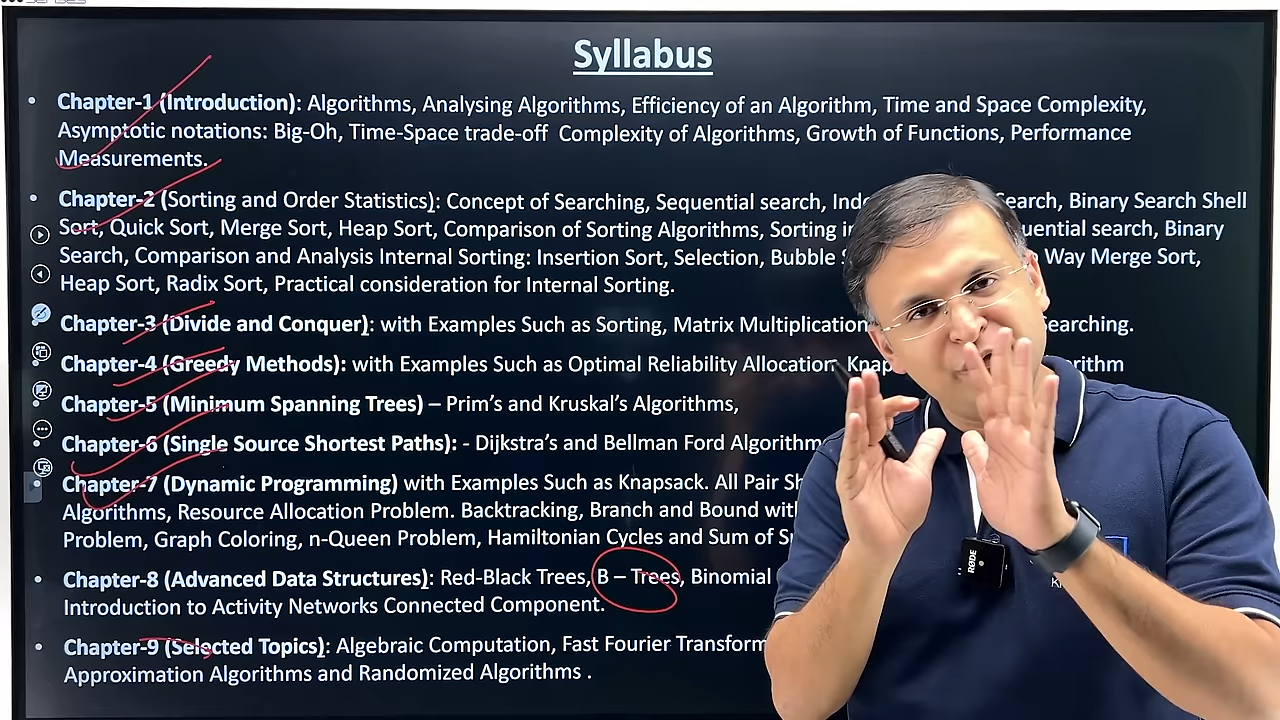 Syllabus
• Chapter-1 (Introduction): Algorithms, Analysing Algorithms, Efficiency of an Algorithm, Time and Space Complexity,
Asymptotic notations: Big-Oh, Time-Space trade-off Complexity of Algorithms, Growth of Functions, Performance
Measurements.
• Chapter-2 (Sorting and Order Statistics): Concept of Searching, Sequential search, earch, Binary Search Shell
Sort, Quick Sort, Merge Sort, Heap Sort, Comparison of Sorting Algorithms, Sorting uential search, Binary
Search, Comparison and Analysis Internal Sorting: Insertion Sort, Selection, Bubble Way Merge Sort,
Heap Sort, Radix Sort, Practical consideration for Internal Sorting.
• Chapter-3 (Divide and Conquer): with Examples Such as Sorting, Matrix Multiplication earching.
• Chapter-4 (Greedy Methods): with Examples Such as Optimal Reliability Allocation, Knap rithm
• Chapter-5 (Minimum Spanning Trees) – Prim's and Kruskal's Algorithms,
• Chapter-6 (Single Source Shortest Paths): - Dijkstra's and Bellman Ford Algorithm
• Chapter-7 (Dynamic Programming) with Examples Such as Knapsack. All Pair Sh
Algorithms, Resource Allocation Problem. Backtracking, Branch and Bound with
Problem, Graph Coloring, n-Queen Problem, Hamiltonian Cycles and Sum of
• Chapter-8 (Advanced Data Structures): Red-Black Trees, B – Trees, Binomial
Introduction to Activity Networks Connected Component.
• Chapter-9 (Selected Topics): Algebraic Computation, Fast Fourier Transform
Approximation Algorithms and Randomized Algorithms .
RØDE